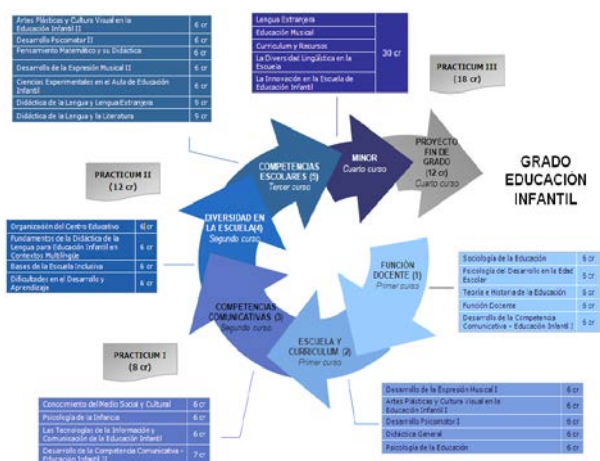 Artes Plásticas y Cultura Visual en la
Educación Infantil II
6 cr
Desarrollo Psicomotor II
6 cr
Pensamiento Matemático y su Didáctica
6 cr
Desarrollo de la Expresión Musical II
6 cr
Ciencias Experimentales en el Aula de Educación
Infantil
6 cr
Didáctica de la Lengua y Lengua Extranjera
9 cr
Didáctica de la Lengua y la Literatura
9 cr
Lengua Extranjera
Educación Musical
Curriculum y Recursos
La Diversidad Lingüística en la
Escuela
La Innovación en la Escuela de
Educación Infantil
30 cr
PRACTICUM III
(18 cr)
PRACTICUM II
(12 cr)
COMPETENCIAS
ESCOLARES (5)
Tercer curso
MINOR
Cuarto curso
PROYECTO
FIN DE
GRADO
(12 cr)
Cuarto curso
GRADO
EDUCACIÓN
INFANTIL
DIVERSIDAD EN
LA ESCUELA(4)
Segundo curso
Organización del Centro Educativo
6 cr
Fundamentos de la Didáctica de la
Lengua para Educación Infantil en
Contextos Multilingüe
6 cr
Bases de la Escuela Inclusiva
6 cr
Dificultades en el Desarrollo y
Aprendizaje
6 cr
FUNCIÓN
DOCENTE (1)
Primer curso
Sociología de la Educación
6 cr
Psicología del Desarrollo en la Edad
Escolar
6 cr
Teoría e Historia de la Educación
6 cr
Función Docente
6 cr
Desarrollo de la Competencia
Comunicativa - Educación Infantil I
COMPETENCIAS
COMUNICATIVAS (3)
Segundo curso
ESCUELA Y
CURRICULUM (2)
Primer curso
PRACTICUM I
(8 cr)
Conocimiento del Medio Social y Cultural
6 cr
Psicología de la Infancia
6 cr
Las Tecnologías de la Información y
Comunicación de la Educación Infantil
6 cr
Desarrollo de la Competencia Comunicativa -
Educación Infantil II
7 cr
Desarrollo de la Expresión Musical I
6 cr
Artes Plásticas y Cultura Visual en la
Educación Infantil I
6 cr
Desarrollo Psicomotor I
6 cr
Didáctica General
6 cr
Psicología de la Educación
6 cr